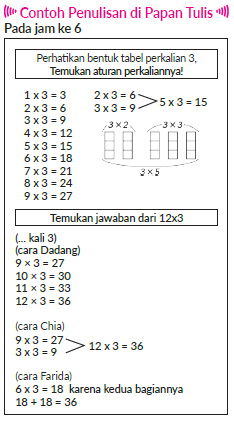 Contoh Penulisan di Papan Tulis
Pada jam ke 6
Perhatikan bentuk tabel perkalian 3,
Temukan aturan perkaliannya!
1 x 3 = 3
2 x 3 = 6
3 x 3 = 9
4 x 3 = 12
5 x 3 = 15
6 x 3 = 18
7 x 3 = 21
8 x 3 = 24
9 x 3 = 27
2 x 3 = 6
3 x 3 = 9
5 x 3 = 15
3 x 2
3 x 3
3 x 5
Temukan jawaban dari 12x3
(... kali 3)
(cara Dadang)
9 × 3 = 27
10 × 3 = 30
11 × 3 = 33
12 × 3 = 36
(cara Chia)
9 x 3 = 27
3 x 3 = 9
12 x 3 = 36
(cara Farida)
6 x 3 = 18 karena kedua bagiannya
18 + 18 = 36